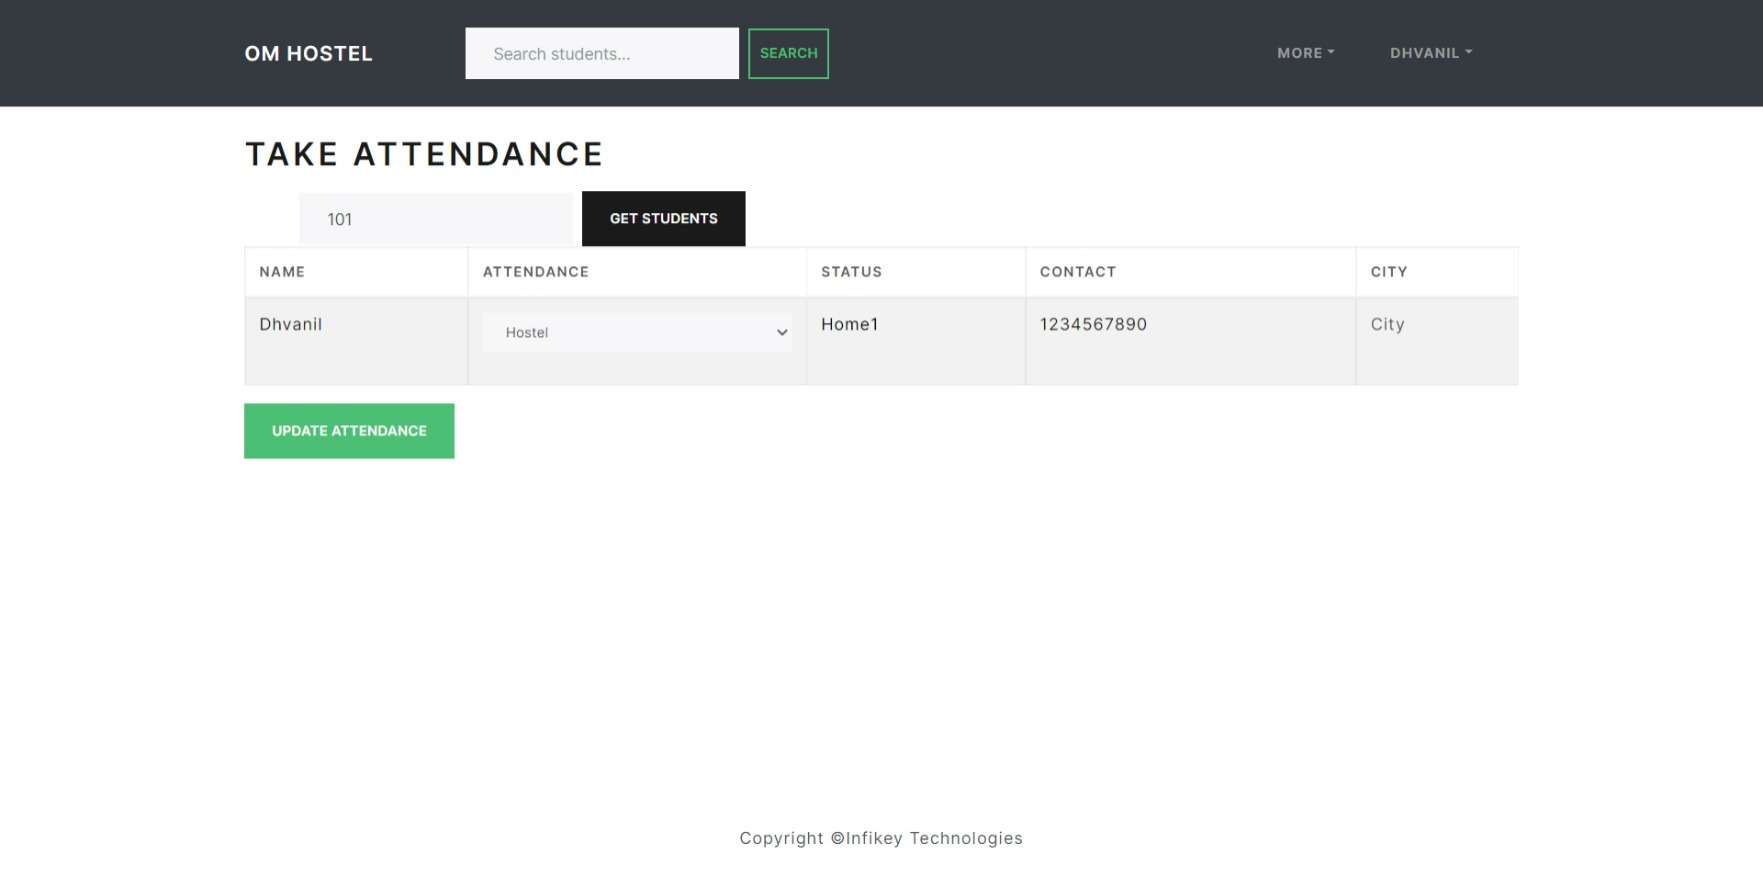 OM HOSTEL Search students... SEARCH MORE DHVANIL
TAKE ATTENDANCE
101 GET STUDENTS
NAME ATTENDANCE STATUS CONTACT CITY
Dhvanil Hostel Home1 1234567890 City
UPDATE ATTENDANCE
Copyright ©Infikey Technologies